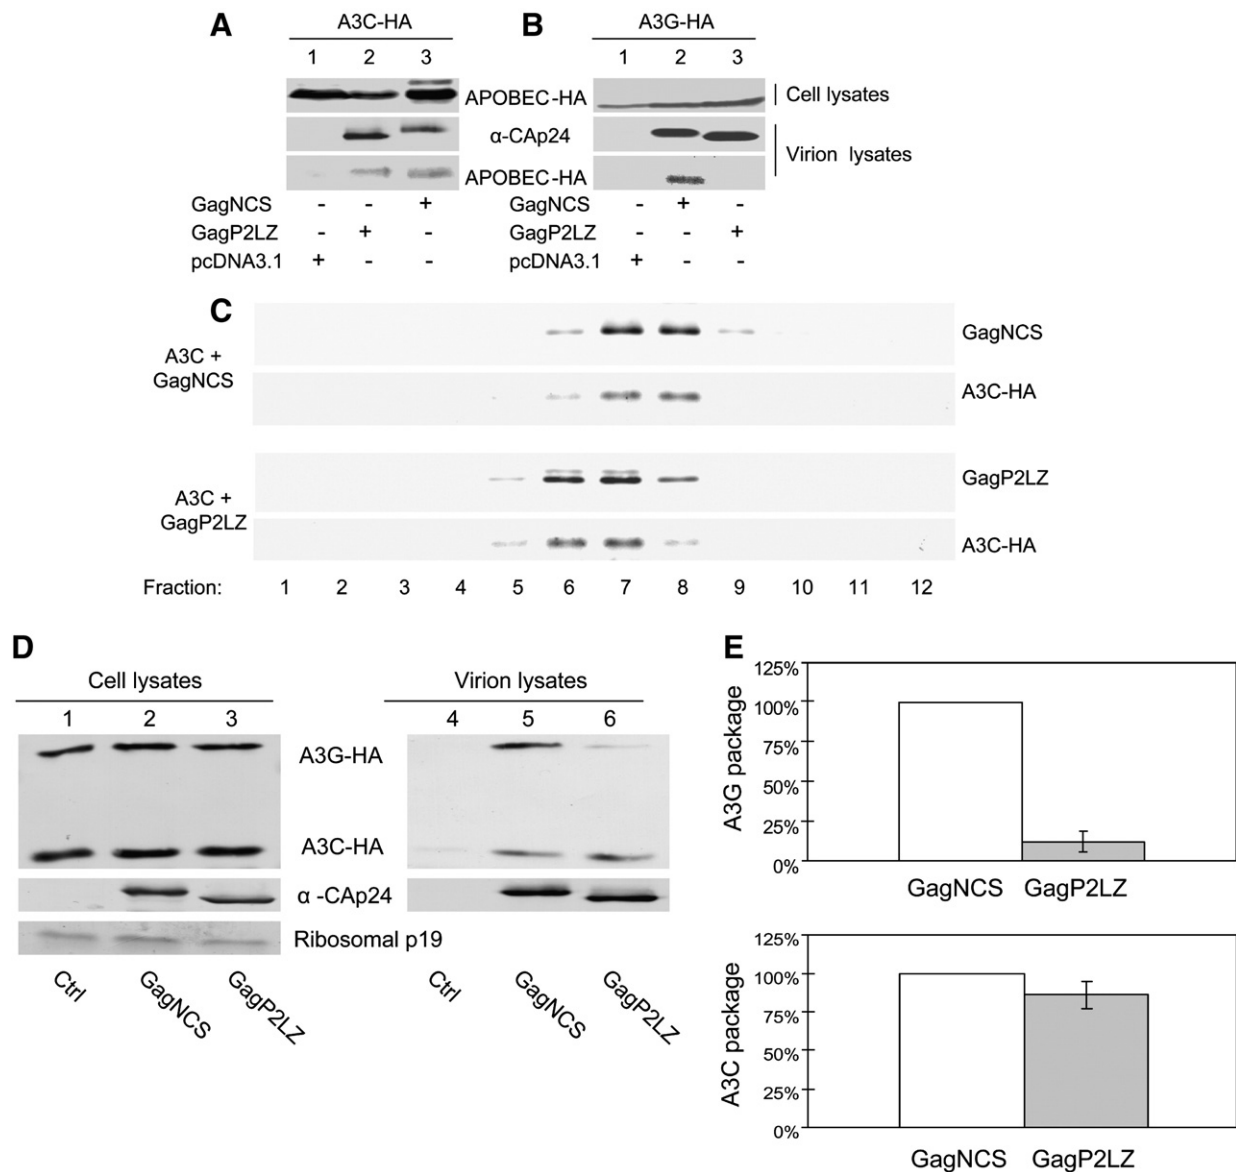 A A3C-HA B A3G-HA
1 2 3 1 2 3
APOBEC-HA Cell lysates
α-CAp24
Virion lysates
APOBEC-HA
GagNCS - - + GagNCS - + -
GagP2LZ - + - GagP2LZ - - +
pcDNA3.1 + - - pcDNA3.1 + - -
C
A3C +
GagNCS
GagNCS
A3C-HA
A3C +
GagP2LZ
GagP2LZ
A3C-HA
Fraction: 1 2 3 4 5 6 7 8 9 10 11 12
D
Cell lysates Virion lysates
1 2 3 4 5 6
A3G-HA
A3C-HA
α -CAp24
Ribosomal p19
Ctrl GagNCS GagP2LZ GagNCS GagP2LZ
E
A3G package
125%
100%
75%
50%
25%
0%
GagNCS GagP2LZ
A3C package
125%
100%
75%
50%
25%
0%
GagNCS GagP2LZ